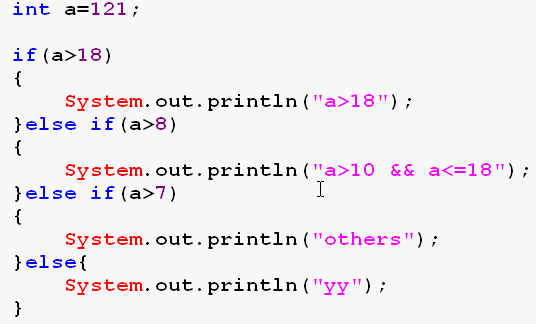 int a=121;
if(a>18)
{
System.out.println("a>18");
}else if(a>8)
{
System.out.println("a>10 && a<=18");
}else if(a>7)
{
System.out.println("others");
}else{
System.out.println("yy");
}